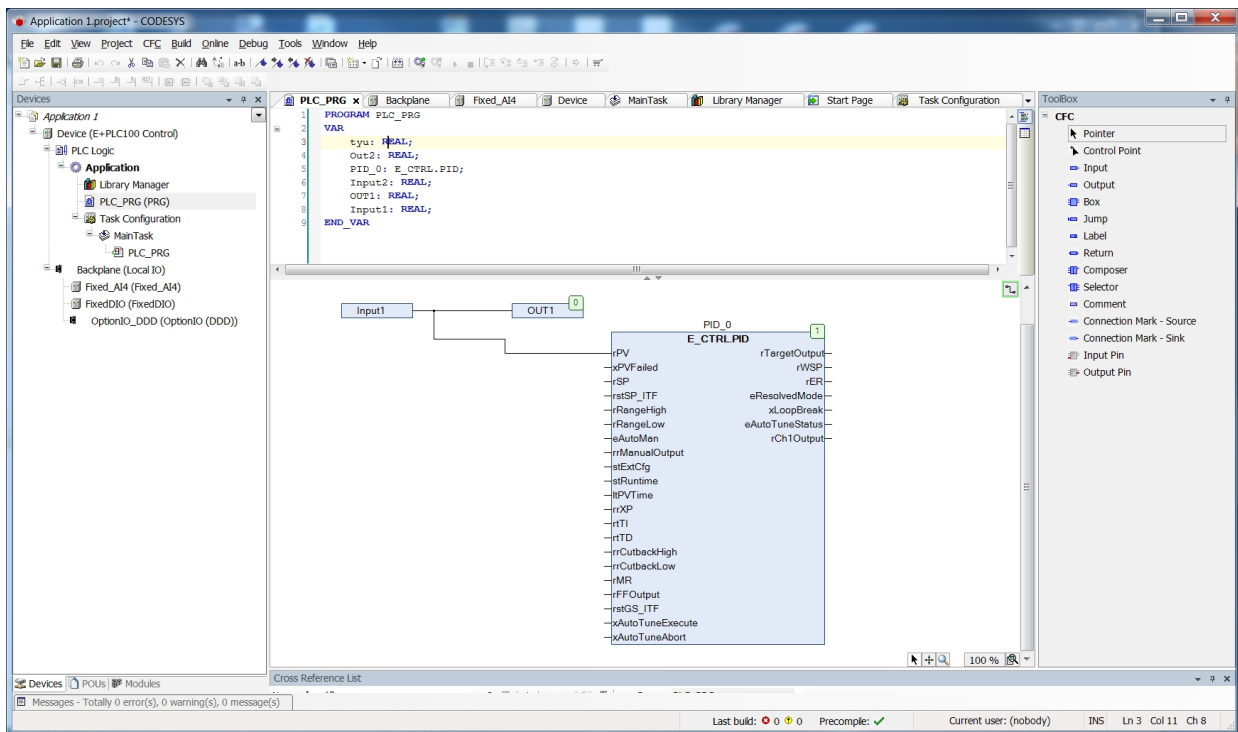 Application 1.project* - CODESYS
File Edit View Project CFC Build Online Debug Tools Window Help
Devices
Application 1
Device (E+PLC100 Control)
PLC Logic
Application
Library Manager
PLC_PRG (PRG)
Task Configuration
MainTask
PLC_PRG
Backplane (Local IO)
Fixed_AI4 (Fixed_AI4)
FixedDIO (FixedDIO)
OptionIO_DDD (OptionIO (DDD))
Devices POUs Modules
PLC_PRG x Backplane Fixed_AI4 Device MainTask Library Manager Start Page Task Configuration
1 PROGRAM PLC_PRG
2 VAR
3 tyu: REAL;
4 Out2: REAL;
5 PID_0: E_CTRL.PID;
6 Input2: REAL;
7 OUT1: REAL;
8 Input1: REAL;
9 END_VAR
Input1 OUT1 0
PID_0
E_CTRL.PID 1
rPV rTargetOutput
xPVFailed rWSP
rSP rER
rstSP_ITF eResolvedMode
rRangeHigh xLoopBreak
rRangeLow eAutoTuneStatus
eAutoMan rCh1Output
rrManualOutput
stExtCfg
stRuntime
ltPVTime
rrXP
rtTI
rtTD
rrCutbackHigh
rrCutbackLow
rMR
rFFOutput
rstGS_ITF
xAutoTuneExecute
xAutoTuneAbort
100 %
ToolBox
CFC
Pointer
Control Point
Input
Output
Box
Jump
Label
Return
Composer
Selector
Comment
Connection Mark - Source
Connection Mark - Sink
Input Pin
Output Pin
Cross Reference List
Messages - Totally 0 error(s), 0 warning(s), 0 message(s)
Last build: 0 0 Precompile: Current user: (nobody) INS Ln 3 Col 11 Ch 8